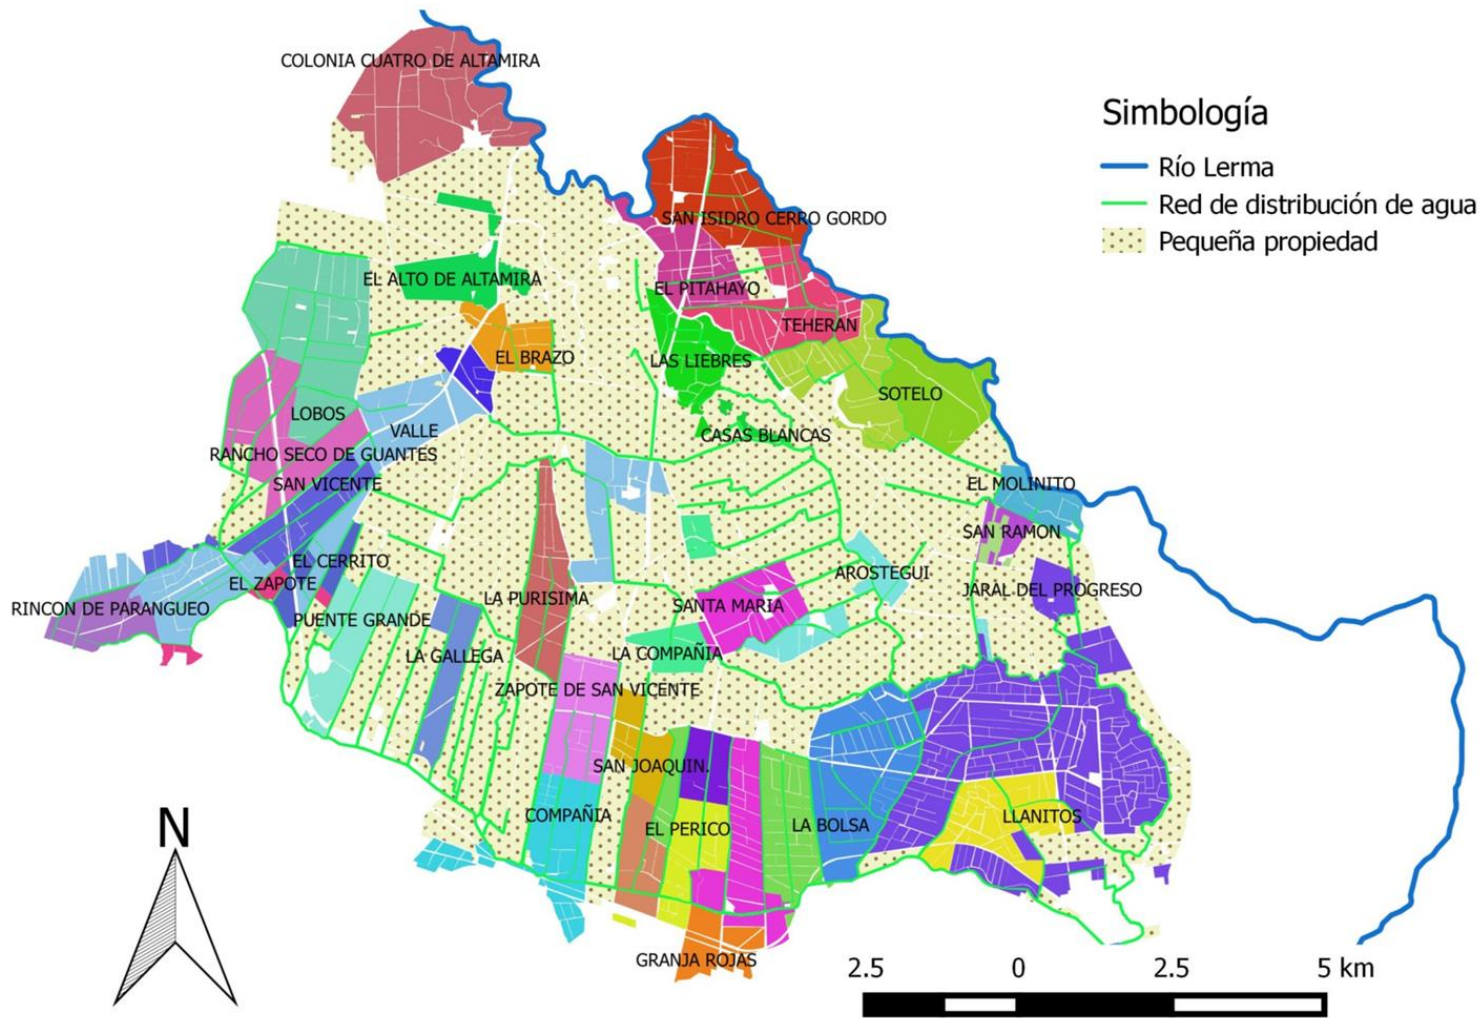 COLONIA CUATRO DE ALTAMIRA
Simbología
Río Lerma
Red de distribución de agua
Pequeña propiedad
SAN ISIDRO CERRO GORDO
EL ALTO DE ALTAMIRA
EL PITAHAYO
TEHERAN
EL BRAZO
LAS LIEBRES
SOTELO
LOBOS
VALLE
CASAS BLANCAS
RANCHO SECO DE GUANTES
SAN VICENTE
EL MOLINITO
SAN RAMON
EL CERRITO
EL ZAPOTE
AROSTEGUI
JARAL DEL PROGRESO
RINCON DE PARANGUEO
LA PURISIMA
SANTA MARIA
PUENTE GRANDE
LA GALLEGA
LA COMPAÑIA
ZAPOTE DE SAN VICENTE
SAN JOAQUIN.
COMPAÑIA
EL PERICO
LA BOLSA
LLANITOS
N
GRANJA ROJAS
2.5 0 2.5 5 km